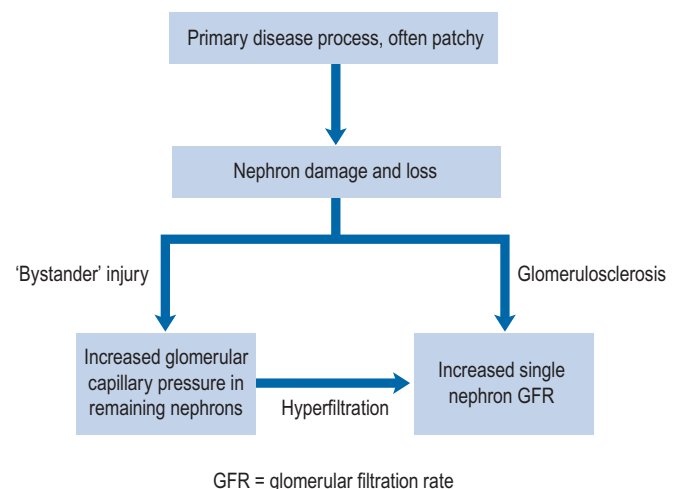 Primary disease process, often patchy
Nephron damage and loss
‘Bystander’ injury
Glomerulosclerosis
Increased glomerular
capillary pressure in
remaining nephrons
Hyperfiltration
Increased single
nephron GFR
GFR = glomerular filtration rate